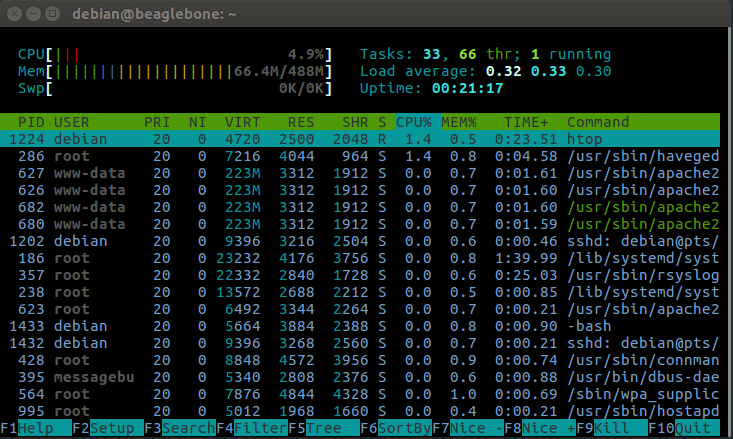 debian@beaglebone: ~
CPU[||| 4.9%] Tasks: 33, 66 thr; 1 running
Mem[||||||||||||||||||||||66.4M/488M] Load average: 0.32 0.33 0.30
Swp[ 0K/0K] Uptime: 00:21:17
PID USER PRI NI VIRT RES SHR S CPU% MEM% TIME+ Command
1224 debian 20 0 4720 2500 2048 R 1.4 0.5 0:23.51 htop
286 root 20 0 7216 4044 964 S 1.4 0.8 0:04.58 /usr/sbin/haveged
627 www-data 20 0 223M 3312 1912 S 0.0 0.7 0:01.61 /usr/sbin/apache2
626 www-data 20 0 223M 3312 1912 S 0.0 0.7 0:01.60 /usr/sbin/apache2
682 www-data 20 0 223M 3312 1912 S 0.0 0.7 0:01.60 /usr/sbin/apache2
680 www-data 20 0 223M 3312 1912 S 0.0 0.7 0:01.59 /usr/sbin/apache2
1202 debian 20 0 9396 3216 2504 S 0.0 0.6 0:00.46 sshd: debian@pts/
186 root 20 0 23232 4176 3756 S 0.0 0.8 1:39.99 /lib/systemd/syst
357 root 20 0 22332 2840 1728 S 0.0 0.6 0:25.03 /usr/sbin/rsyslog
238 root 20 0 13572 2688 2212 S 0.0 0.5 0:00.85 /lib/systemd/syst
623 root 20 0 6492 3344 2264 S 0.0 0.7 0:00.21 /usr/sbin/apache2
1433 debian 20 0 5664 3884 2388 S 0.0 0.8 0:00.90 -bash
1432 debian 20 0 9396 3268 2560 S 0.0 0.7 0:00.21 sshd: debian@pts/
428 root 20 0 8848 4572 3956 S 0.0 0.9 0:00.74 /usr/sbin/connman
395 messagebu 20 0 5340 2808 2376 S 0.0 0.6 0:00.88 /usr/bin/dbus-dae
564 root 20 0 7876 4844 4328 S 0.0 1.0 0:00.69 /sbin/wpa_supplic
995 root 20 0 5012 1968 1660 S 0.0 0.4 0:00.21 /usr/sbin/hostapd
F1Help F2Setup F3SearchF4FilterF5Tree F6SortByF7Nice -F8Nice +F9Kill F10Quit